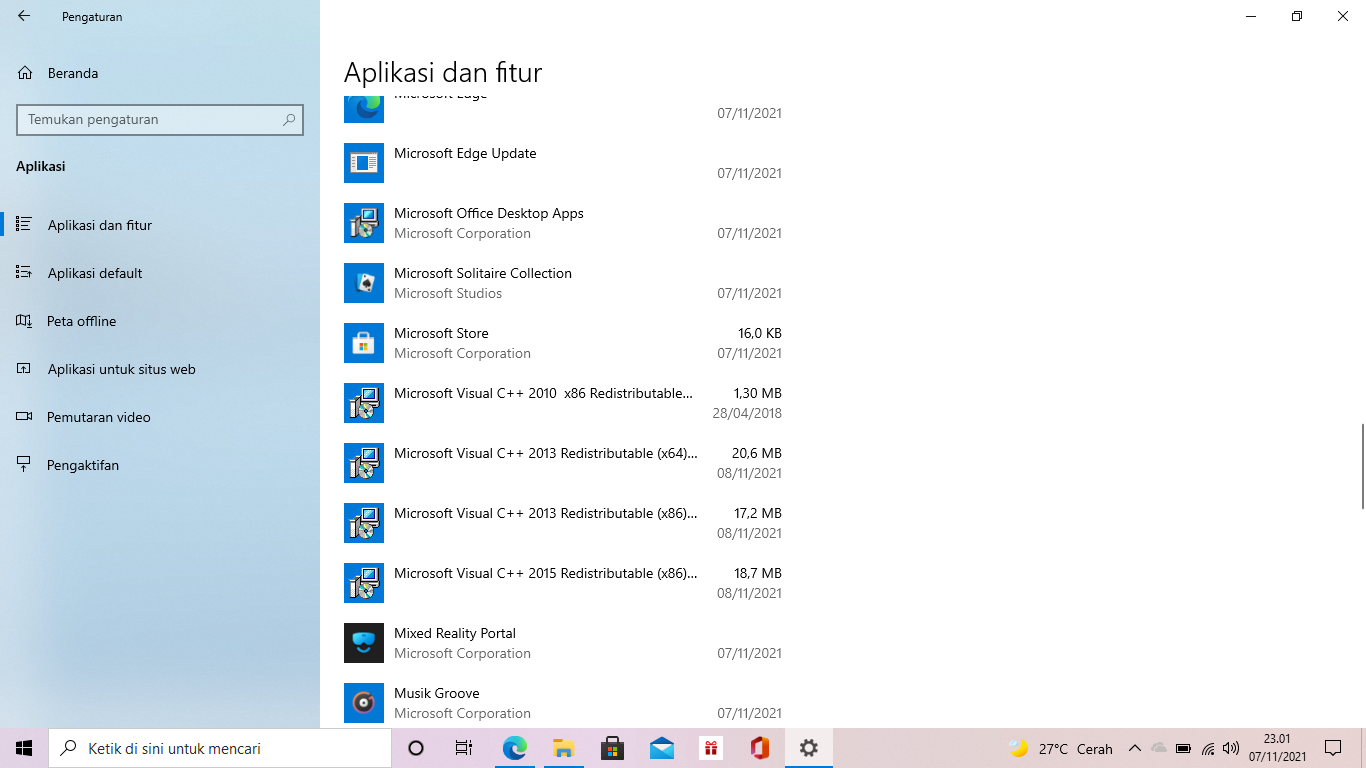 Pengaturan
Beranda
Temukan pengaturan
Aplikasi
Aplikasi dan fitur
Aplikasi default
Peta offline
Aplikasi untuk situs web
Pemutaran video
Pengaktifan
Aplikasi dan fitur
Microsoft Edge
07/11/2021
Microsoft Edge Update
07/11/2021
Microsoft Office Desktop Apps
Microsoft Corporation 07/11/2021
Microsoft Solitaire Collection
Microsoft Studios 07/11/2021
Microsoft Store 16,0 KB
Microsoft Corporation 07/11/2021
Microsoft Visual C++ 2010  x86 Redistributable... 1,30 MB
28/04/2018
Microsoft Visual C++ 2013 Redistributable (x64)... 20,6 MB
08/11/2021
Microsoft Visual C++ 2013 Redistributable (x86)... 17,2 MB
08/11/2021
Microsoft Visual C++ 2015 Redistributable (x86)... 18,7 MB
08/11/2021
Mixed Reality Portal
Microsoft Corporation 07/11/2021
Musik Groove
Microsoft Corporation 07/11/2021
Ketik di sini untuk mencari
27°C Cerah
23.01
07/11/2021